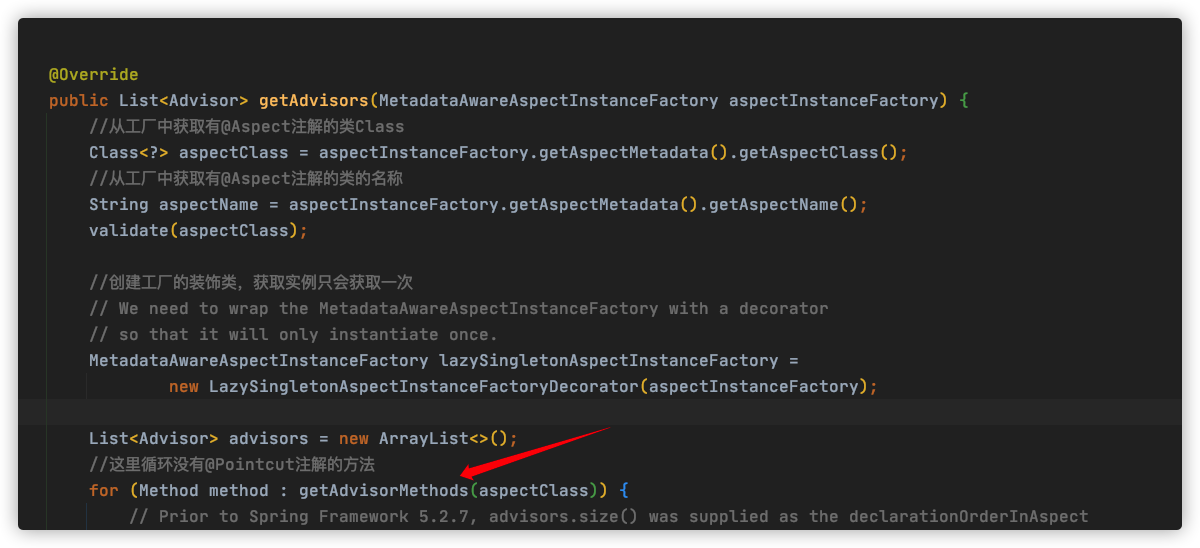 @Override
public List<Advisor> getAdvisors(MetadataAwareAspectInstanceFactory aspectInstanceFactory) {
//从工厂中获取有@Aspect注解的类Class
Class<?> aspectClass = aspectInstanceFactory.getAspectMetadata().getAspectClass();
//从工厂中获取有@Aspect注解的类的名称
String aspectName = aspectInstanceFactory.getAspectMetadata().getAspectName();
validate(aspectClass);
//创建工厂的装饰类，获取实例只会获取一次
// We need to wrap the MetadataAwareAspectInstanceFactory with a decorator
// so that it will only instantiate once.
MetadataAwareAspectInstanceFactory lazySingletonAspectInstanceFactory =
new LazySingletonAspectInstanceFactoryDecorator(aspectInstanceFactory);
List<Advisor> advisors = new ArrayList<>();
//这里循环没有@Pointcut注解的方法
for (Method method : getAdvisorMethods(aspectClass)) {
// Prior to Spring Framework 5.2.7, advisors.size() was supplied as the declarationOrderInAspect